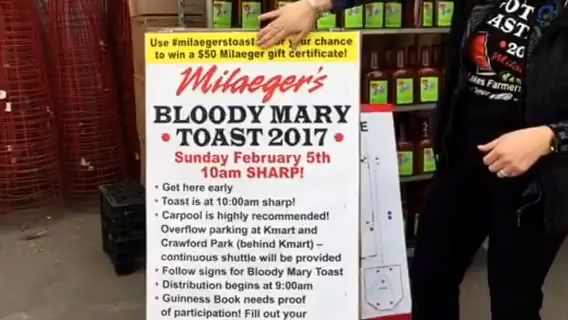 Use #milaegerstoast for your chance
to win a $50 Milaeger gift certificate!
Milaeger's
BLOODY MARY
• TOAST 2017 •
Sunday February 5th
10am SHARP!
• Get here early
• Toast is at 10:00am sharp!
• Carpool is highly recommended!
Overflow parking at Kmart and
Crawford Park (behind Kmart) –
continuous shuttle will be provided
• Follow signs for Bloody Mary Toast
• Distribution begins at 9:00am
• Guinness Book needs proof
of participation! Fill out your